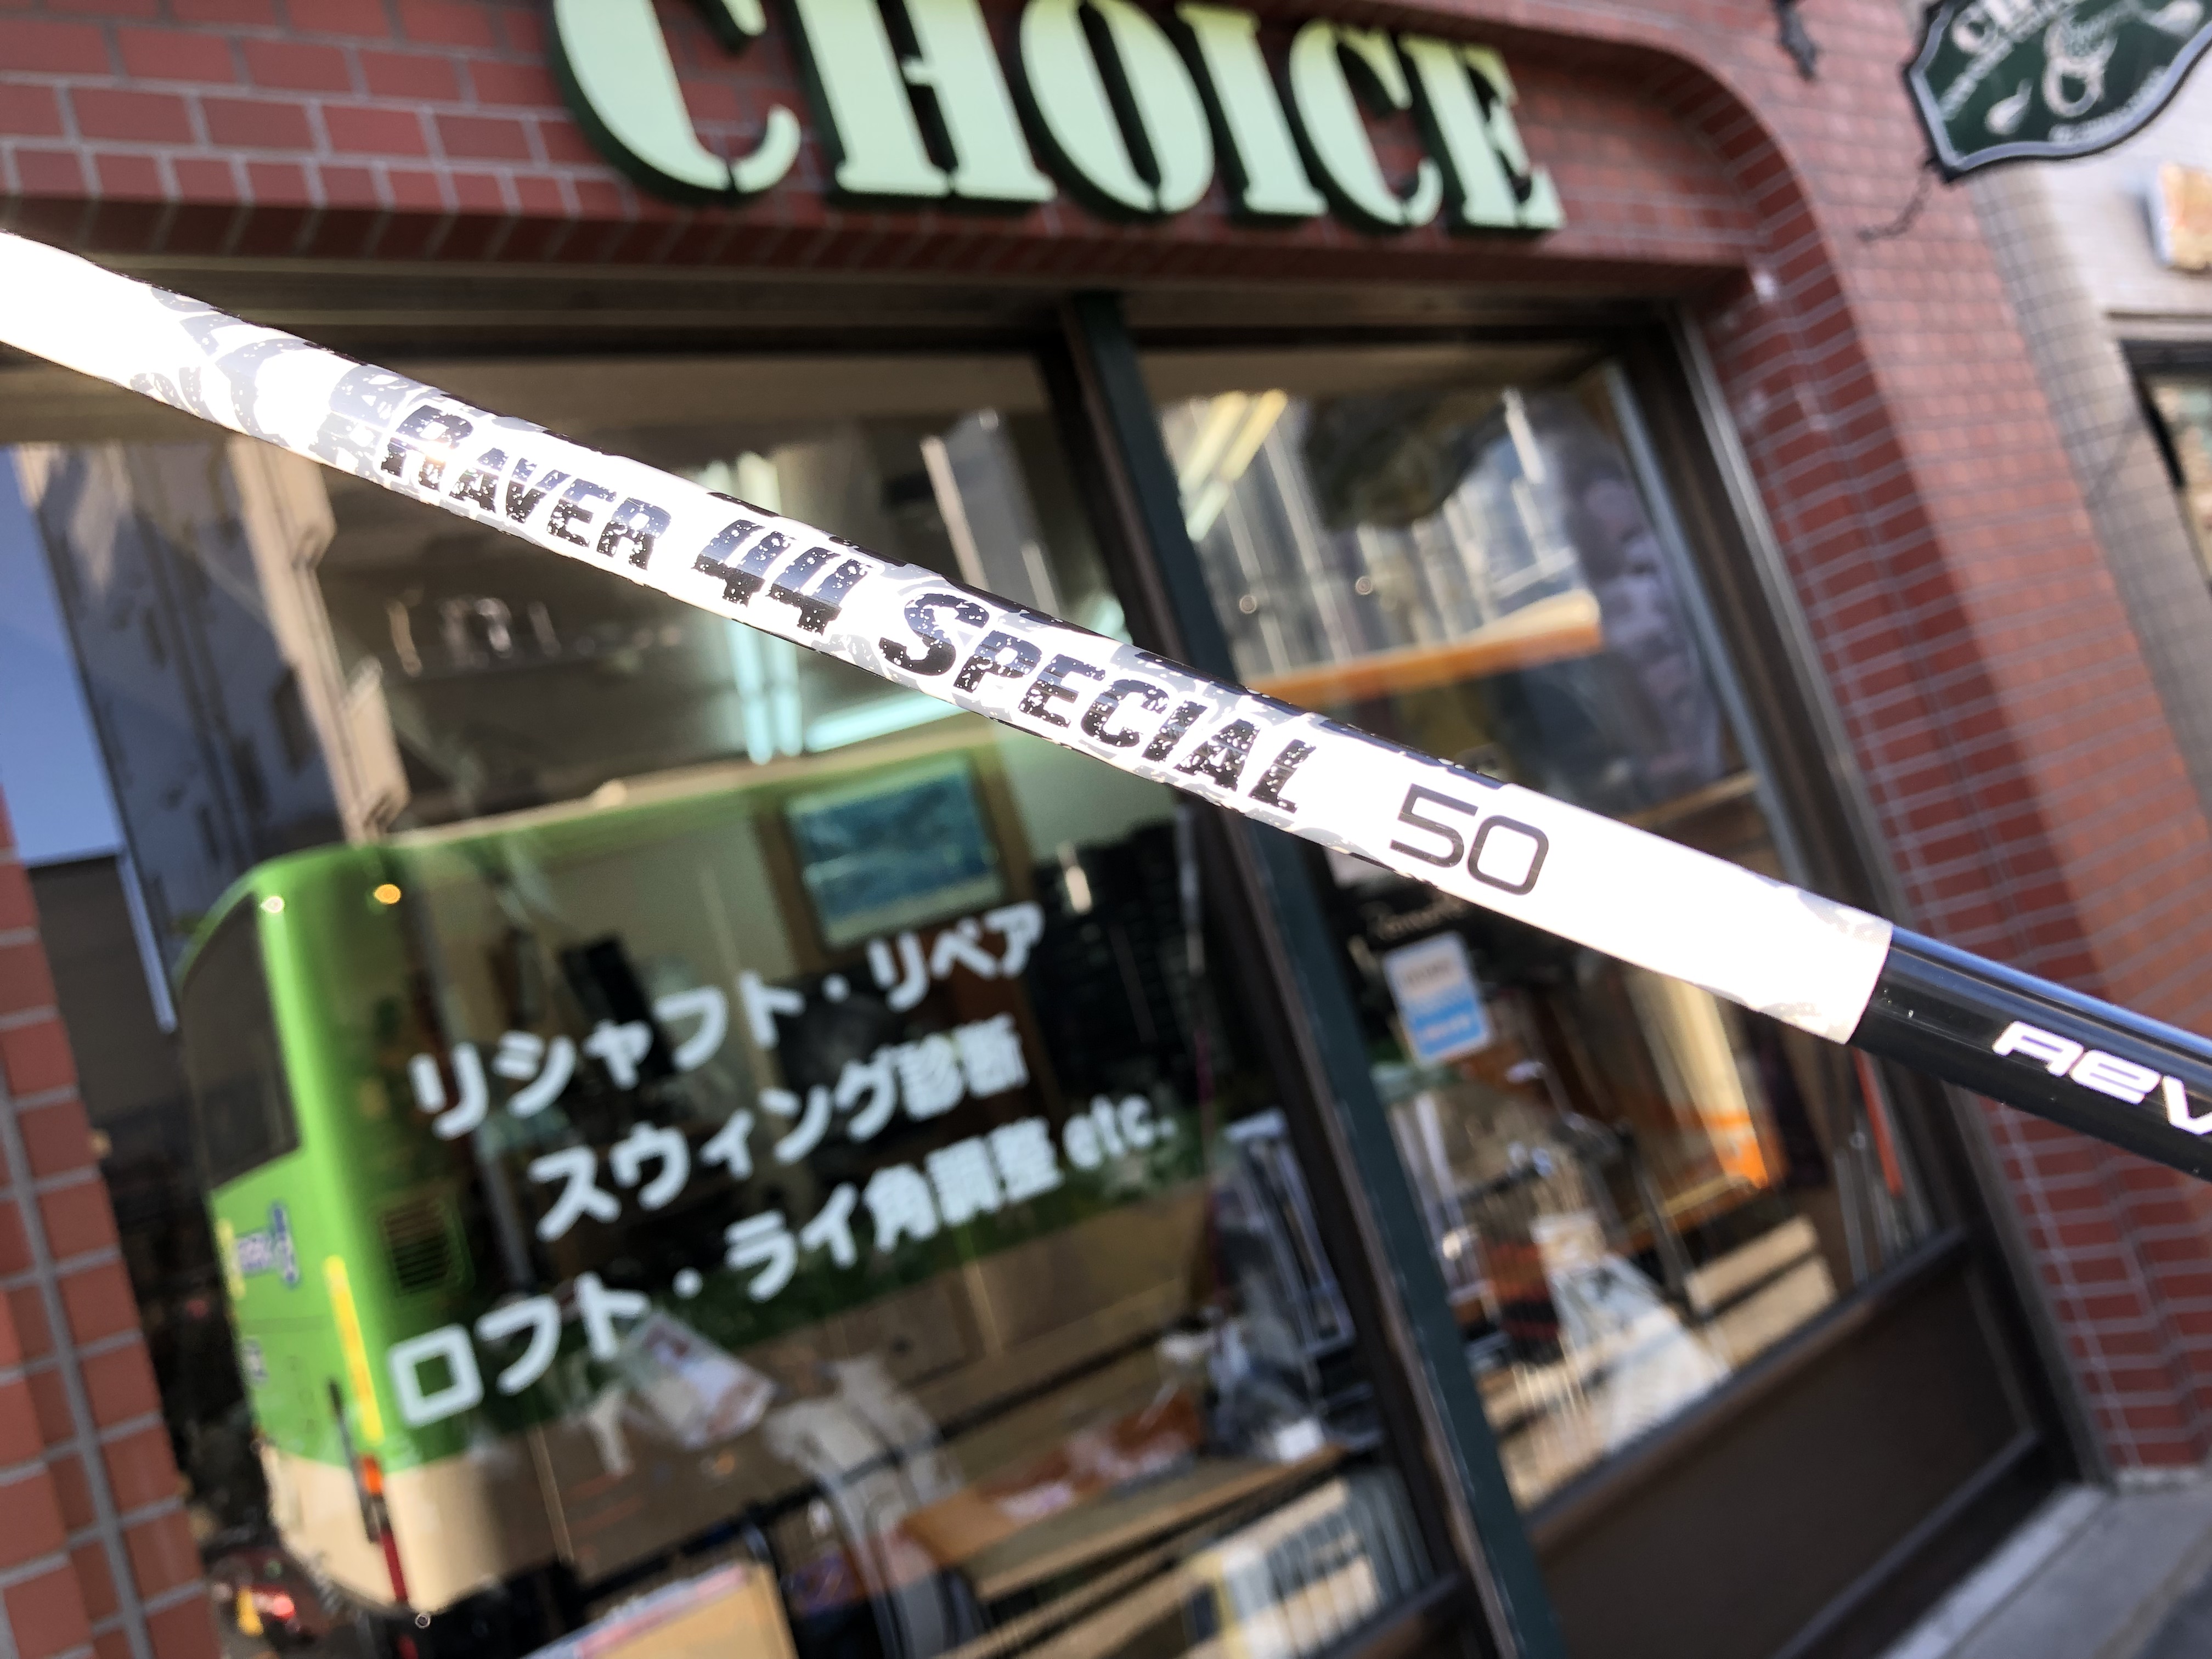 CHOICE
RAVER 44 SPECIAL 50
REV
リシャフト・リペア
スウィング診断
ロフト・ライ角調整 etc.